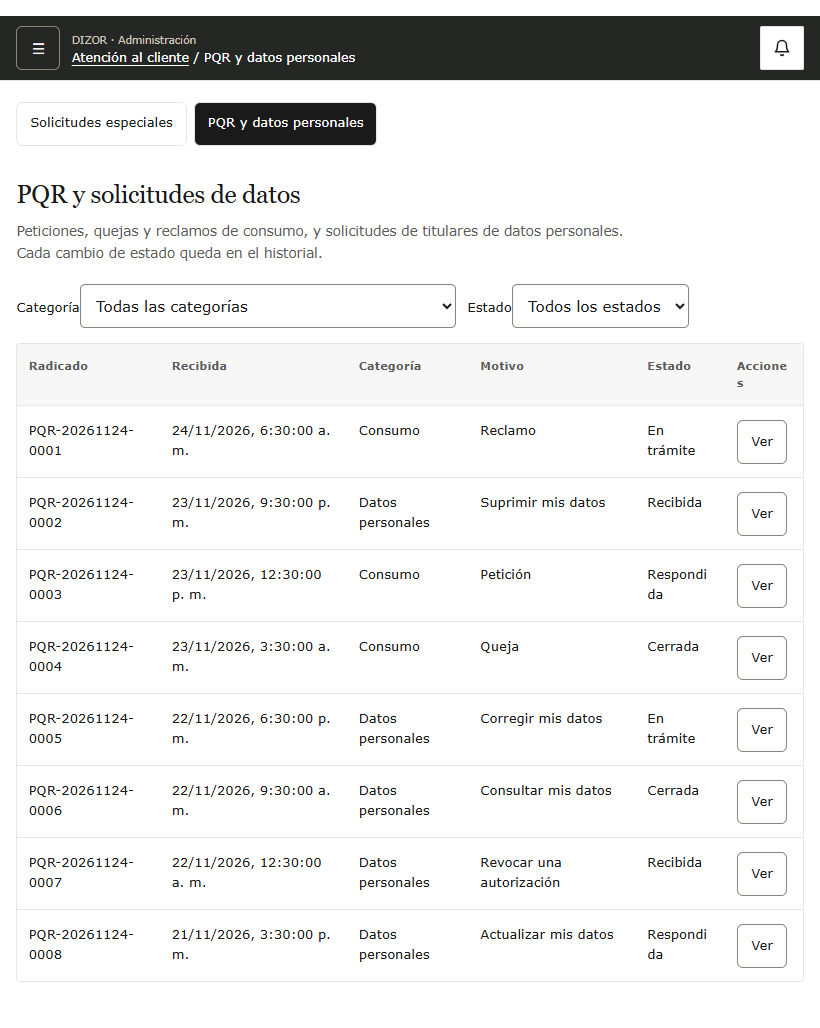 DIZOR · Administración
Atención al cliente / PQR y datos personales
Solicitudes especiales
PQR y datos personales
PQR y solicitudes de datos
Peticiones, quejas y reclamos de consumo, y solicitudes de titulares de datos personales.
Cada cambio de estado queda en el historial.
Categoría Todas las categorías Estado Todos los estados
Radicado Recibida Categoría Motivo Estado Accione
s
PQR-20261124- 24/11/2026, 6:30:00 a. Consumo Reclamo En Ver
0001 m. trámite
PQR-20261124- 23/11/2026, 9:30:00 p. Datos Suprimir mis datos Recibida Ver
0002 m. personales
PQR-20261124- 23/11/2026, 12:30:00 Consumo Petición Respondi Ver
0003 p. m. da
PQR-20261124- 23/11/2026, 3:30:00 a. Consumo Queja Cerrada Ver
0004 m.
PQR-20261124- 22/11/2026, 6:30:00 p. Datos Corregir mis datos En Ver
0005 m. personales trámite
PQR-20261124- 22/11/2026, 9:30:00 a. Datos Consultar mis datos Cerrada Ver
0006 m. personales
PQR-20261124- 22/11/2026, 12:30:00 Datos Revocar una Recibida Ver
0007 a. m. personales autorización
PQR-20261124- 21/11/2026, 3:30:00 p. Datos Actualizar mis datos Respondi Ver
0008 m. personales da